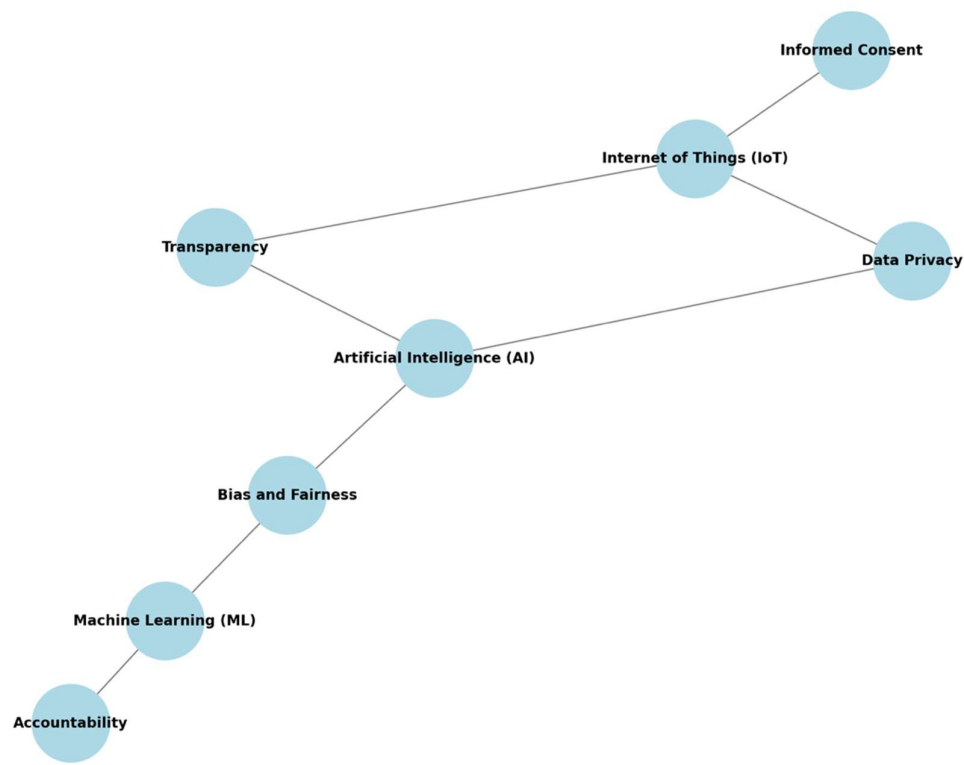 Informed Consent
Internet of Things (IoT)
Transparency
Data Privacy
Artificial Intelligence (AI)
Bias and Fairness
Machine Learning (ML)
Accountability